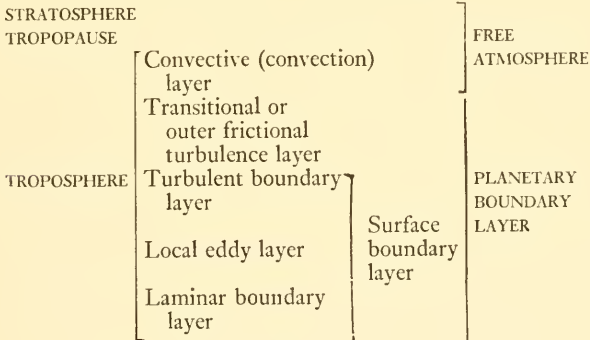 STRATOSPHERE
TROPOPAUSE
FREE
ATMOSPHERE
Convective (convection)
layer
Transitional or
outer frictional
turbulence layer
TROPOSPHERE
Turbulent boundary
layer
Local eddy layer
Laminar boundary
layer
Surface
boundary
layer
PLANETARY
BOUNDARY
LAYER